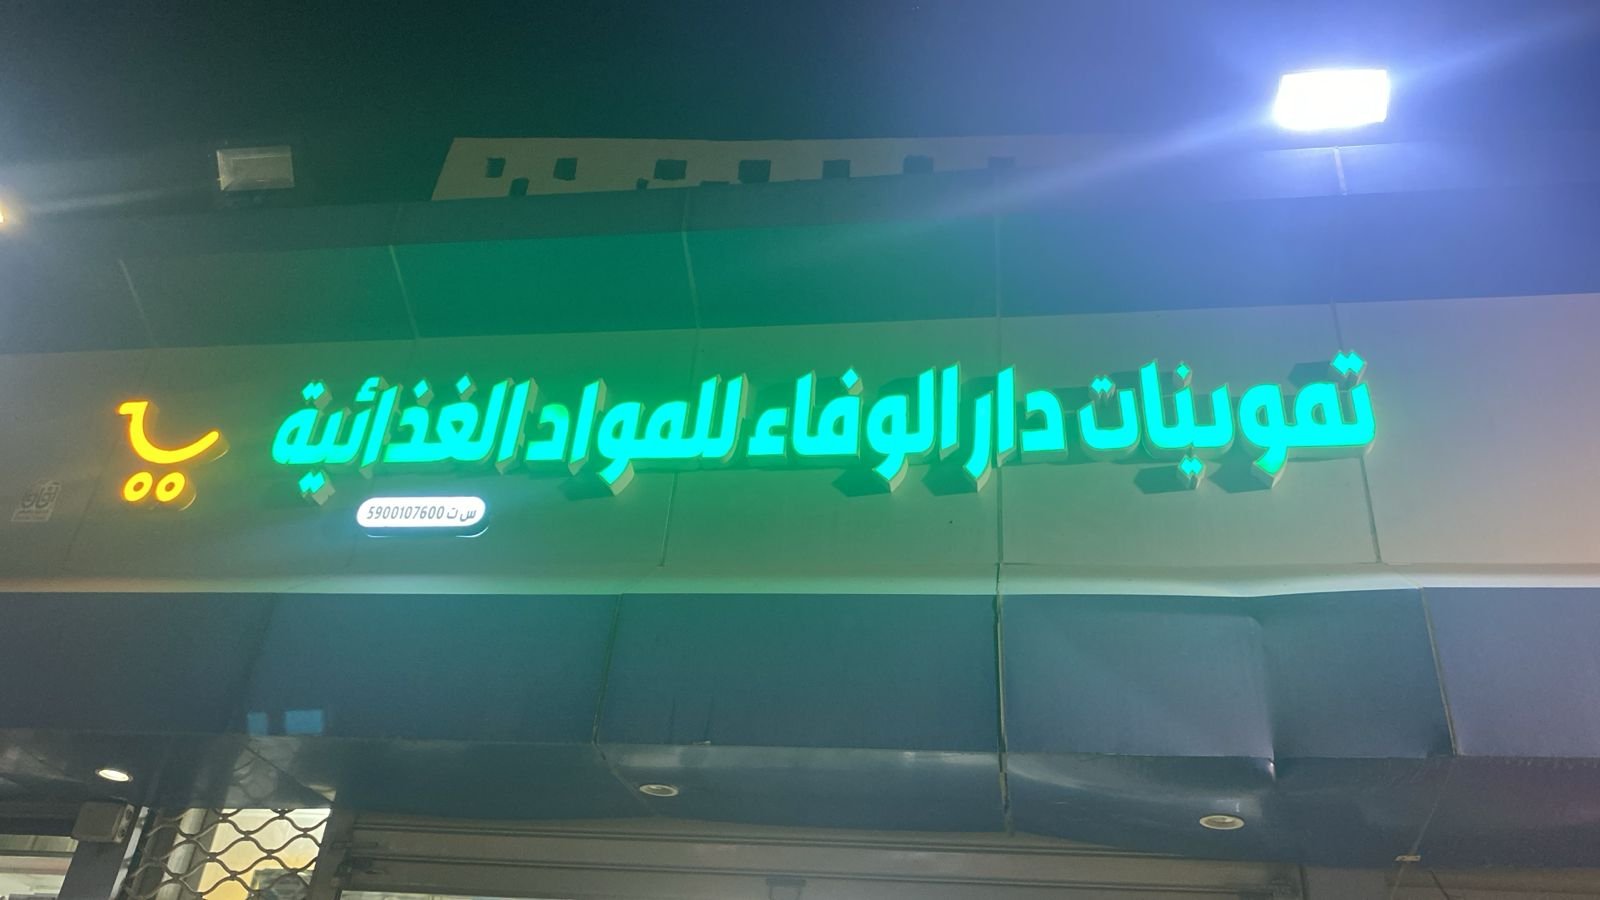 تموينات دار الوفاء للمواد الغذائية
س ت 5900107600